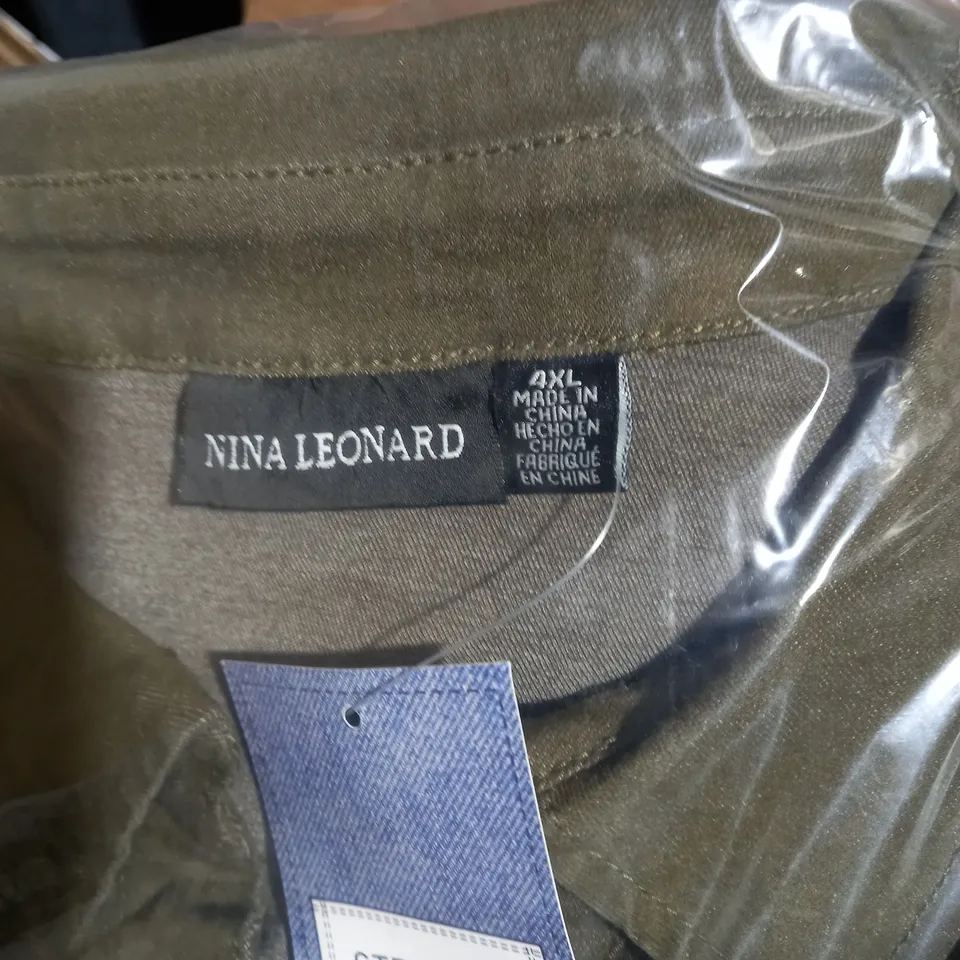 NINA LEONARD
4XL
MADE IN
CHINA
HECHO EN
CHINA
FABRIQUÉ
EN CHINE